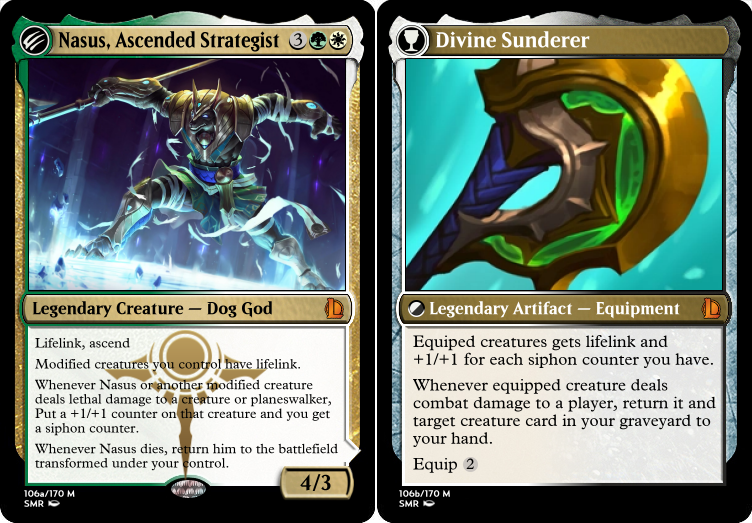 Nasus, Ascended Strategist 3
Legendary Creature — Dog God
Lifelink, ascend
Modified creatures you control have lifelink.
Whenever Nasus or another modified creature
deals lethal damage to a creature or planeswalker,
Put a +1/+1 counter on that creature and you get
a siphon counter.
Whenever Nasus dies, return him to the battlefield
transformed under your control.
4/3
106a/170 M
SMR
Divine Sunderer
Legendary Artifact — Equipment
Equiped creatures gets lifelink and
+1/+1 for each siphon counter you have.
Whenever equipped creature deals
combat damage to a player, return it and
target creature card in your graveyard to
your hand.
Equip 2
106b/170 M
SMR